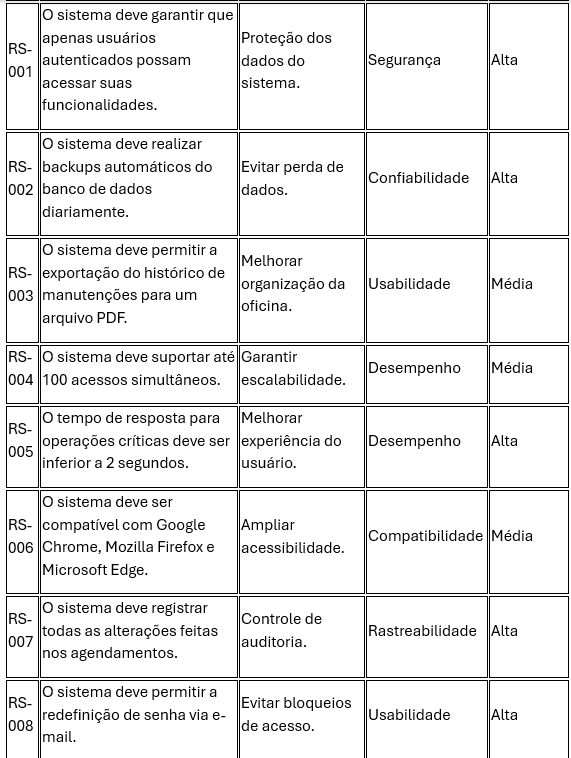 RS-
001
O sistema deve garantir que
apenas usuários
autenticados possam
acessar suas
funcionalidades.
Proteção dos
dados do
sistema.
Segurança
Alta
RS-
002
O sistema deve realizar
backups automáticos do
banco de dados
diariamente.
Evitar perda de
dados.
Confiabilidade
Alta
RS-
003
O sistema deve permitir a
exportação do histórico de
manutenções para um
arquivo PDF.
Melhorar
organização da
oficina.
Usabilidade
Média
RS-
004
O sistema deve suportar até
100 acessos simultâneos.
Garantir
escalabilidade.
Desempenho
Média
RS-
005
O tempo de resposta para
operações críticas deve ser
inferior a 2 segundos.
Melhorar
experiência do
usuário.
Desempenho
Alta
RS-
006
O sistema deve ser
compatível com Google
Chrome, Mozilla Firefox e
Microsoft Edge.
Ampliar
acessibilidade.
Compatibilidade
Média
RS-
007
O sistema deve registrar
todas as alterações feitas
nos agendamentos.
Controle de
auditoria.
Rastreabilidade
Alta
RS-
008
O sistema deve permitir a
redefinição de senha via e-
mail.
Evitar bloqueios
de acesso.
Usabilidade
Alta